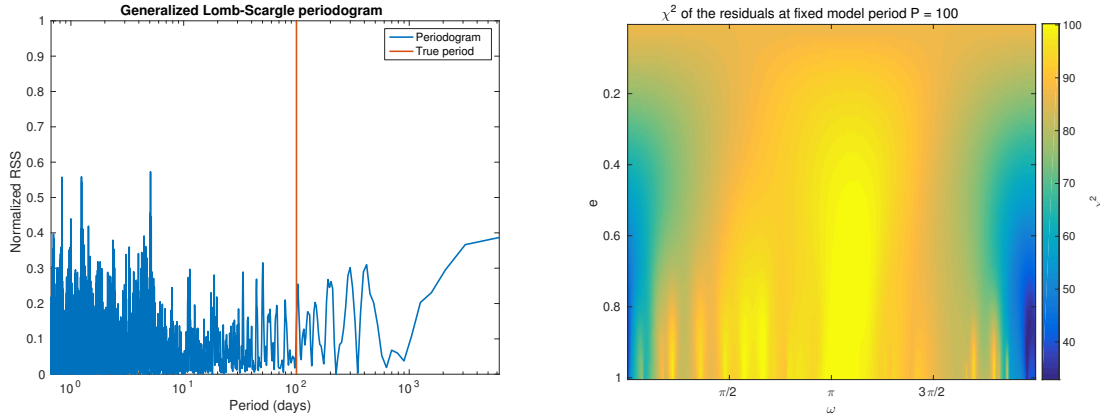 Generalized Lomb-Scargle periodogram
1
0.9
0.8
0.7
0.6
0.5
0.4
0.3
0.2
0.1
0
Normalized RSS
Periodogram
True period
10^0
10^1
10^2
10^3
Period (days)
χ² of the residuals at fixed model period P = 100
0.2
0.4
0.6
0.8
1
e
π/2
π
3π/2
ω
100
90
80
70
60
50
40